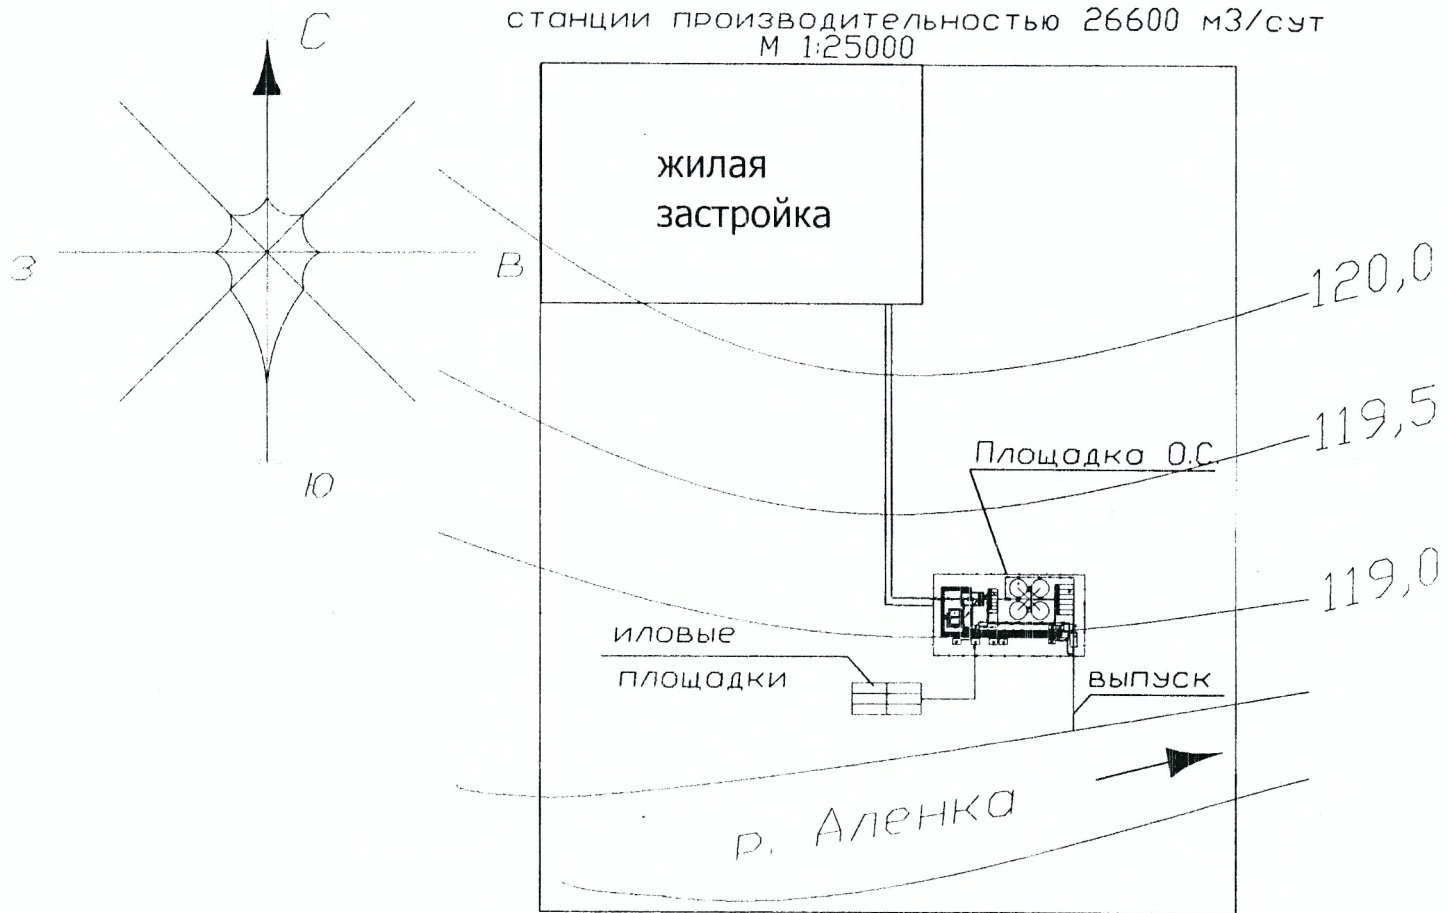 станции производительностью 26600 м3/сут
М 1:25000
С
жилая
застройка
З
В
120,0
119,5
Площадка О.С.
Ю
119,0
иловые
площадки
выпуск
р. Аленка